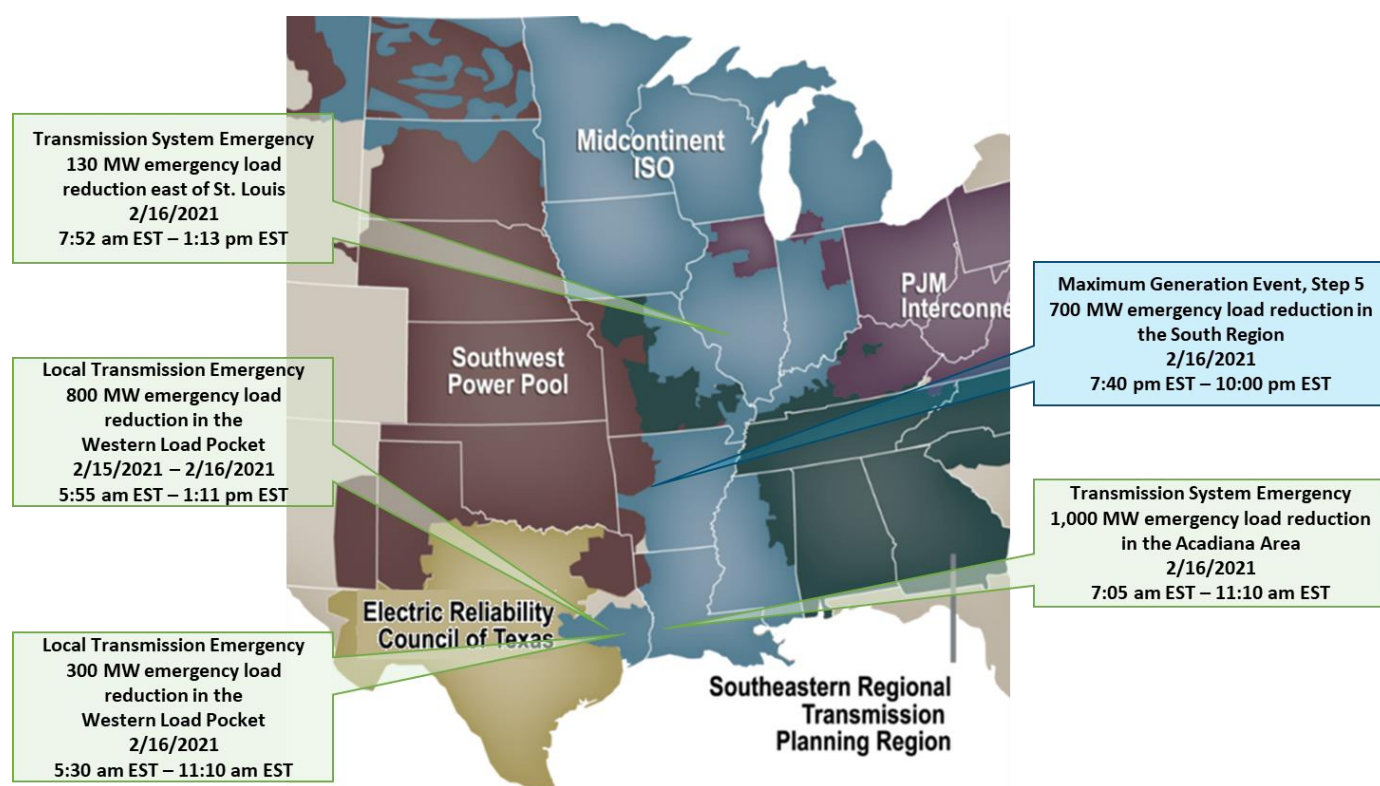 Transmission System Emergency
130 MW emergency load
reduction east of St. Louis
2/16/2021
7:52 am EST – 1:13 pm EST
Local Transmission Emergency
800 MW emergency load
reduction in the
Western Load Pocket
2/15/2021 – 2/16/2021
5:55 am EST – 1:11 pm EST
Local Transmission Emergency
300 MW emergency load
reduction in the
Western Load Pocket
2/16/2021
5:30 am EST – 11:10 am EST
Midcontinent
ISO
Southwest
Power Pool
PJM
Interconne
Electric Reliability
Council of Texas
Southeastern Regional
Transmission
Planning Region
Maximum Generation Event, Step 5
700 MW emergency load reduction in
the South Region
2/16/2021
7:40 pm EST – 10:00 pm EST
Transmission System Emergency
1,000 MW emergency load reduction
in the Acadiana Area
2/16/2021
7:05 am EST – 11:10 am EST